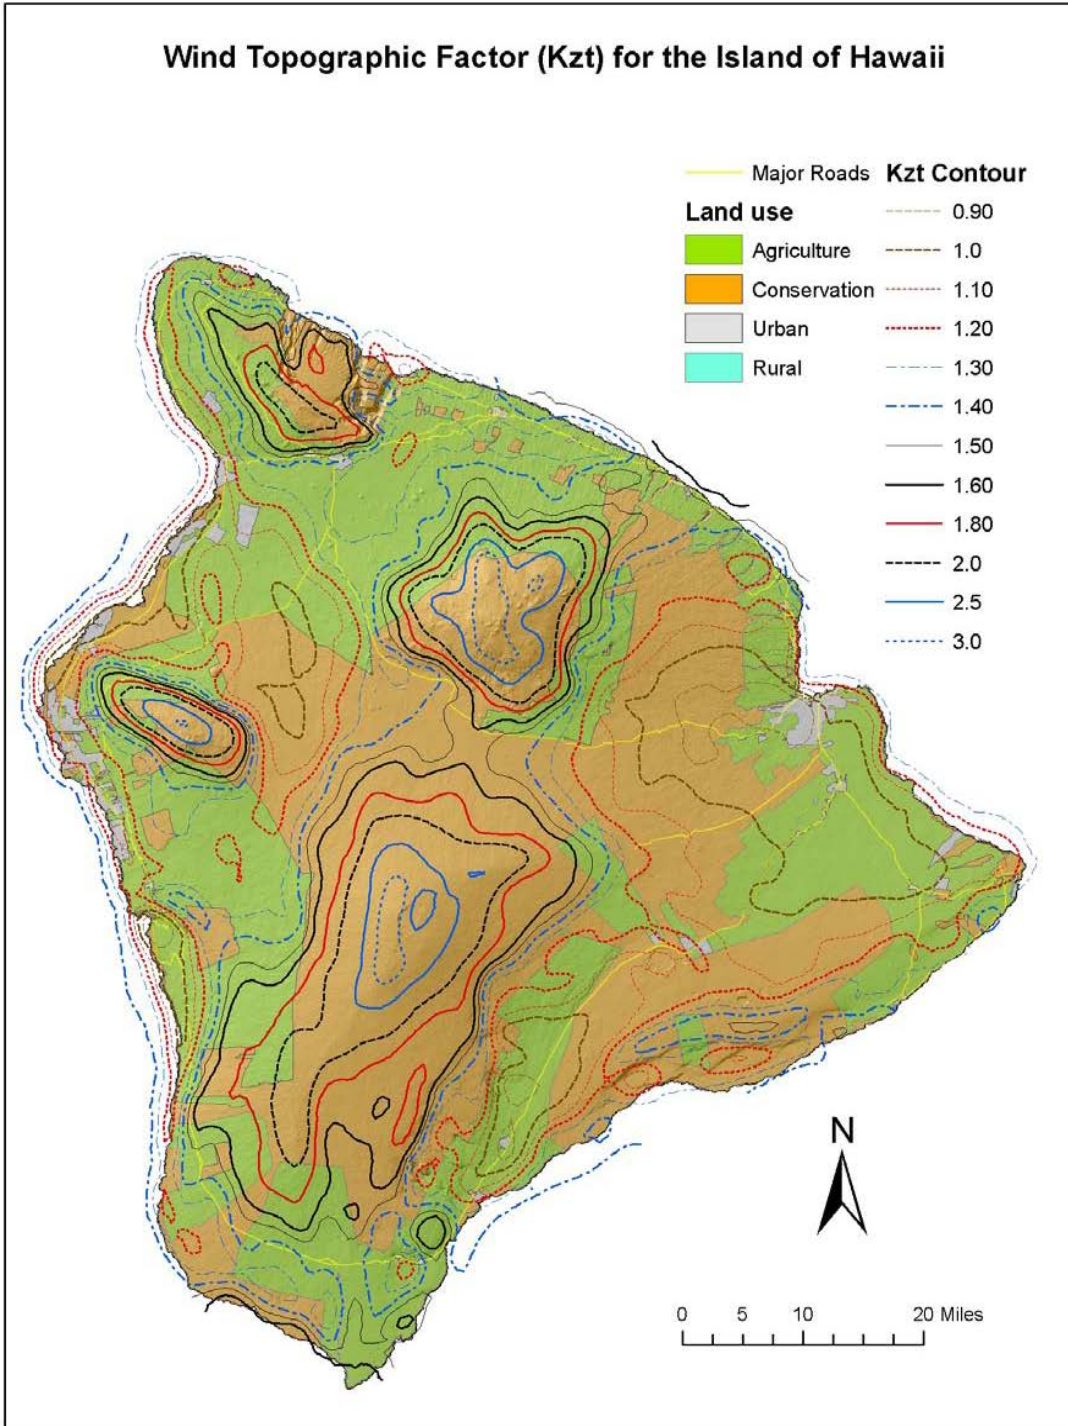 Wind Topographic Factor (Kzt) for the Island of Hawaii
Major Roads
Land use
Agriculture
Conservation
Urban
Rural
Kzt Contour
0.90
1.0
1.10
1.20
1.30
1.40
1.50
1.60
1.80
2.0
2.5
3.0
N
0 5 10 20 Miles